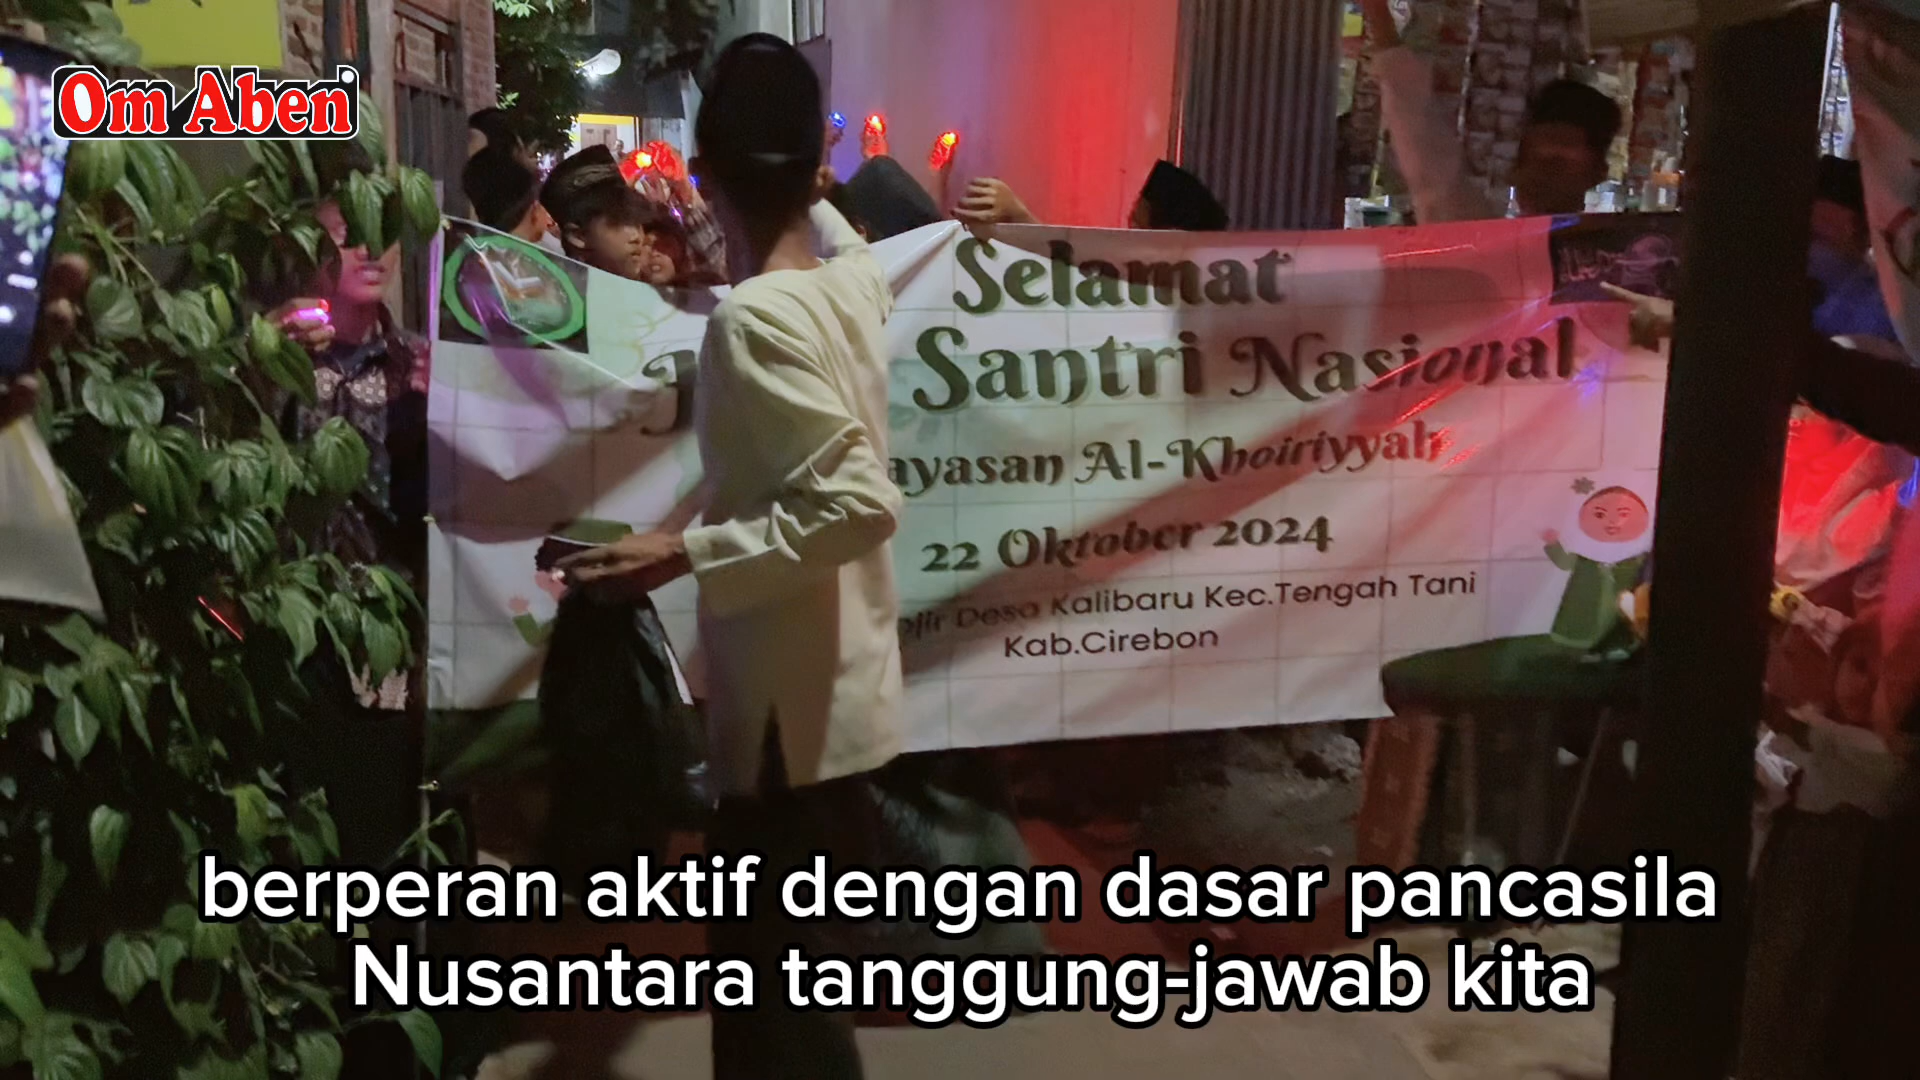 Om Aben
Selamat
Santri Nasional
ayasan Al-Khoiriyyah
22 Oktober 2024
Desa Kalibaru Kec.Tengah Tani
Kab.Cirebon
berperan aktif dengan dasar pancasila
Nusantara tanggung-jawab kita